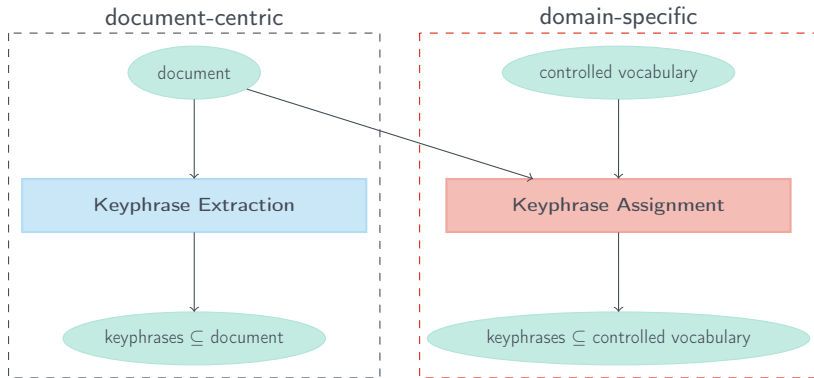 document-centric
domain-specific
document
controlled vocabulary
Keyphrase Extraction
Keyphrase Assignment
keyphrases ⊆ document
keyphrases ⊆ controlled vocabulary